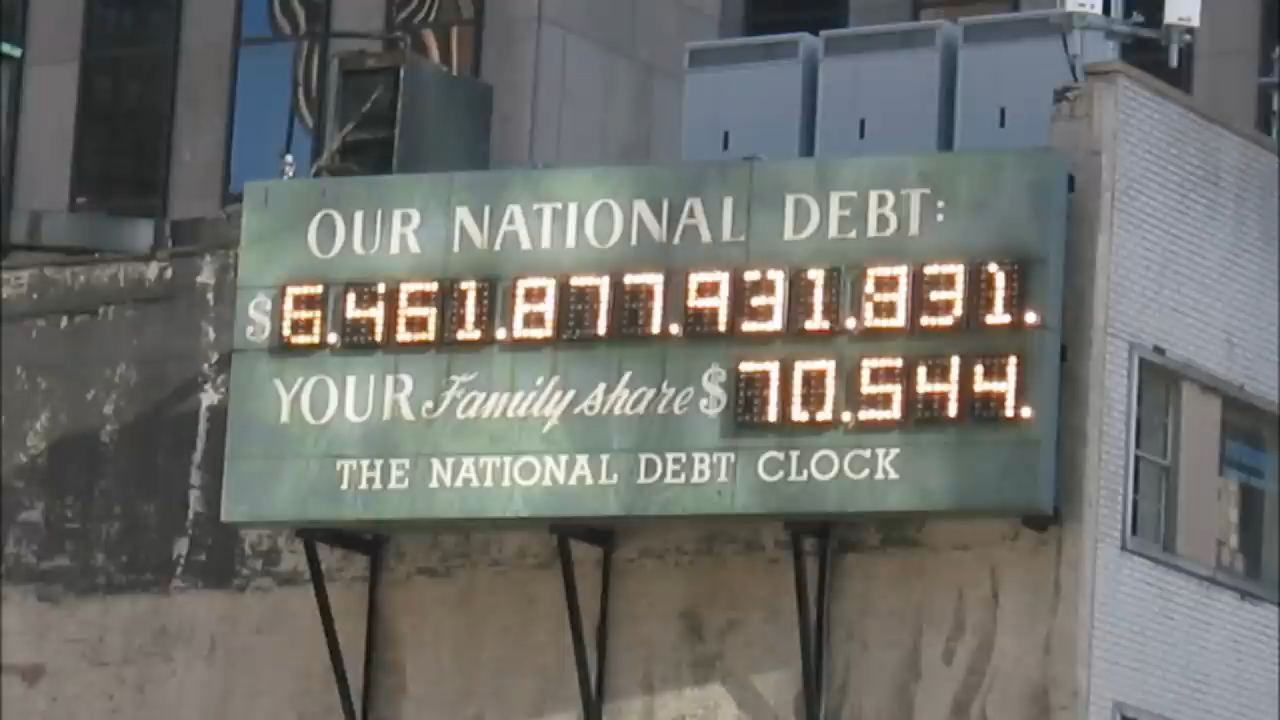 OUR NATIONAL DEBT:
$6.461.877.931.831.
YOUR Family share $70.544.
THE NATIONAL DEBT CLOCK